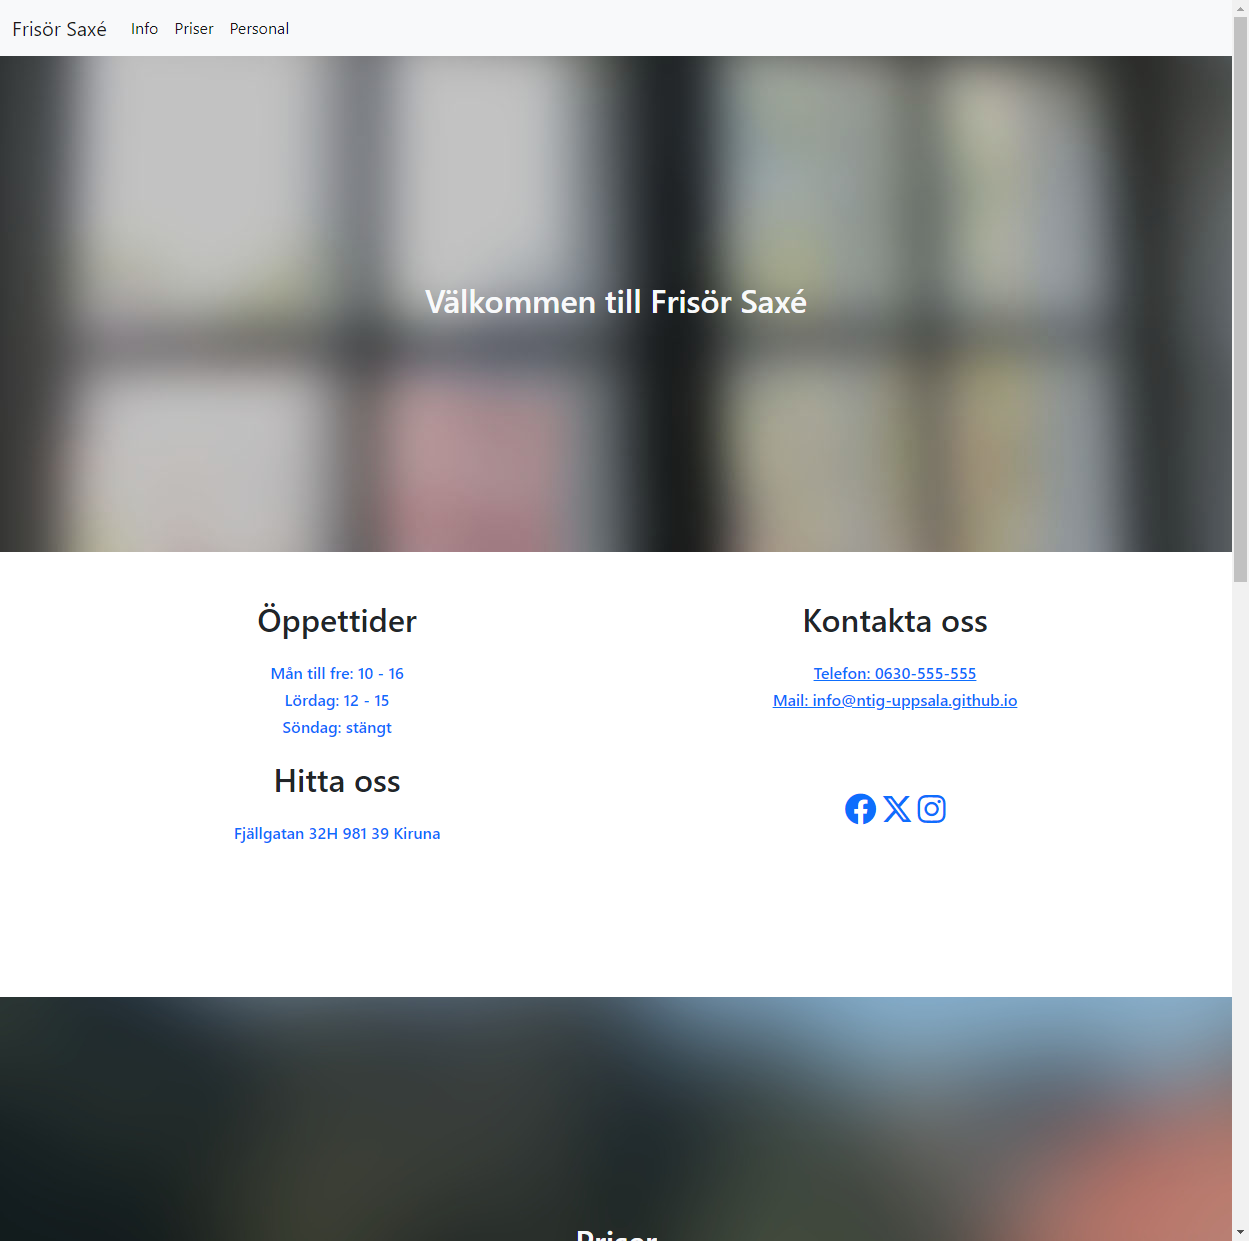 Frisör Saxé Info Priser Personal
Välkommen till Frisör Saxé
Öppettider
Mån till fre: 10 - 16
Lördag: 12 - 15
Söndag: stängt
Hitta oss
Fjällgatan 32H 981 39 Kiruna
Kontakta oss
Telefon: 0630-555-555
Mail: info@ntig-uppsala.github.io
Priser